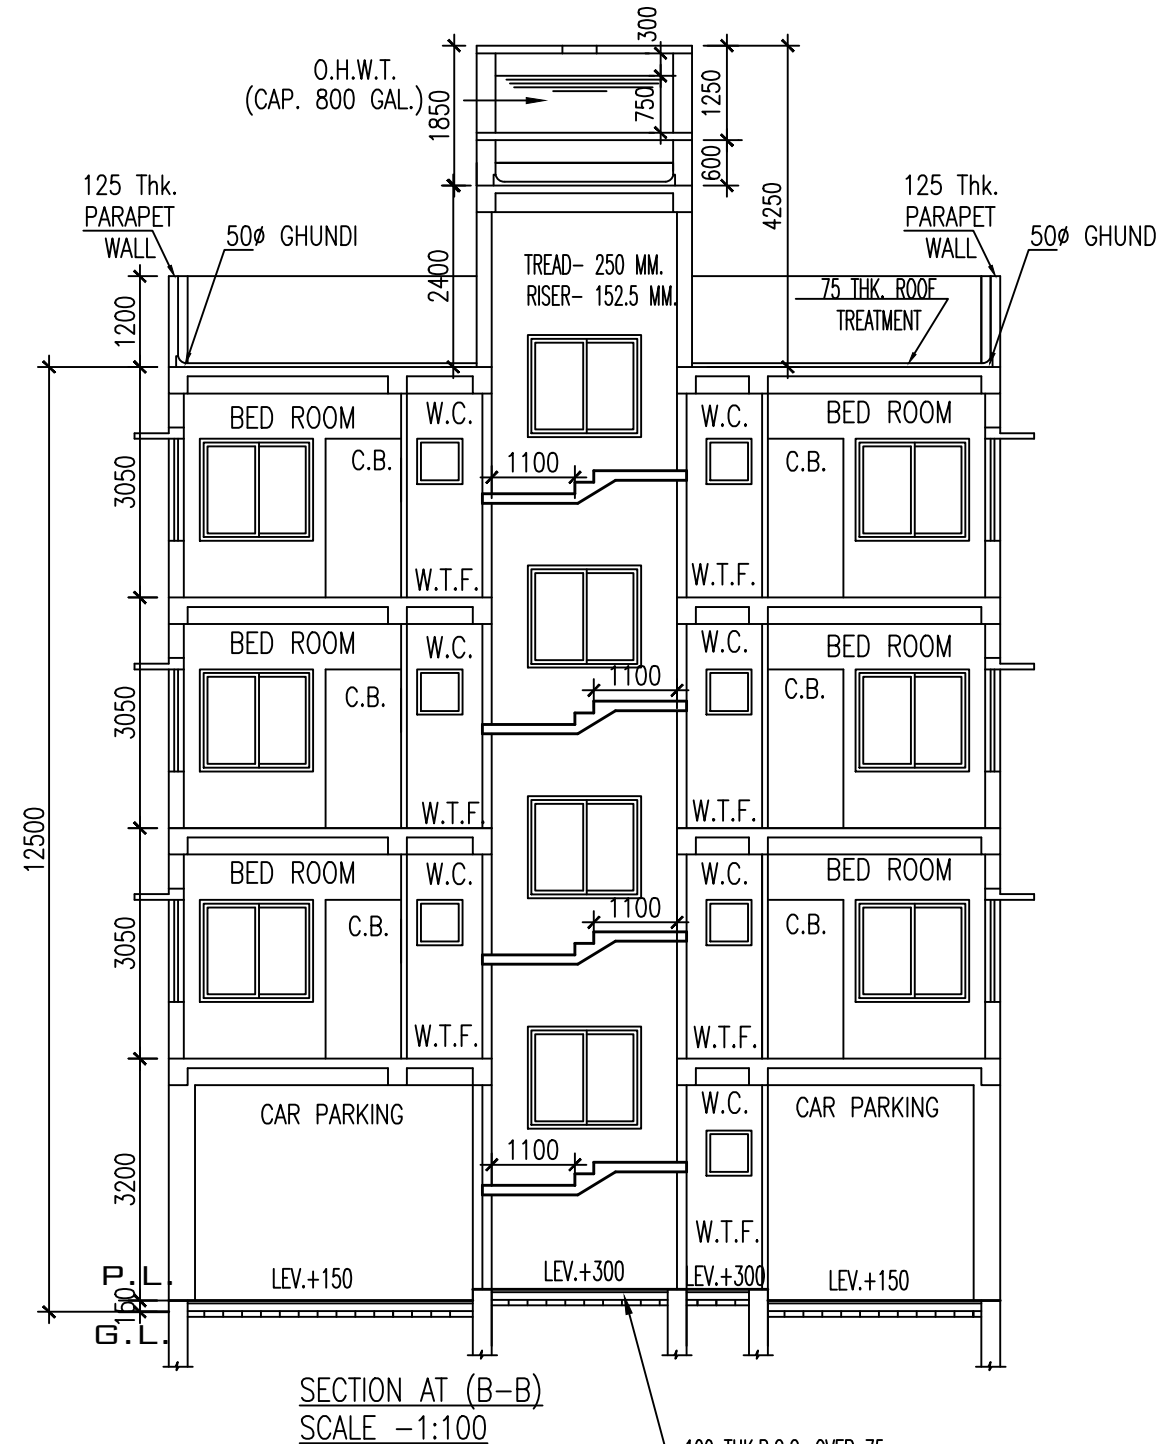 300
O.H.W.T.
(CAP. 800 GAL.)
1850
750
1250
600
4250
125 Thk.
PARAPET
WALL
50ø GHUNDI
125 Thk.
PARAPET
WALL
50ø GHUND
2400
TREAD- 250 MM.
RISER- 152.5 MM.
75 THK. ROOF
TREATMENT
1200
BED ROOM
W.C.
W.C.
BED ROOM
C.B.
1100
C.B.
3050
W.T.F.
W.T.F.
BED ROOM
W.C.
W.C.
BED ROOM
C.B.
1100
C.B.
3050
W.T.F.
W.T.F.
12500
BED ROOM
W.C.
W.C.
BED ROOM
C.B.
1100
C.B.
3050
W.T.F.
W.T.F.
CAR PARKING
W.C.
CAR PARKING
1100
3200
W.T.F.
P.L.
LEV.+150
LEV.+300
LEV.+300
LEV.+150
150
G.L.
SECTION AT (B-B)
SCALE -1:100